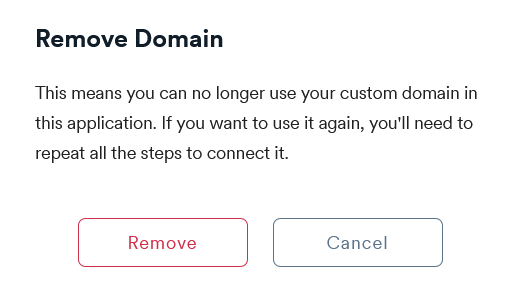 Remove Domain
This means you can no longer use your custom domain in
this application. If you want to use it again, you'll need to
repeat all the steps to connect it.
Remove
Cancel